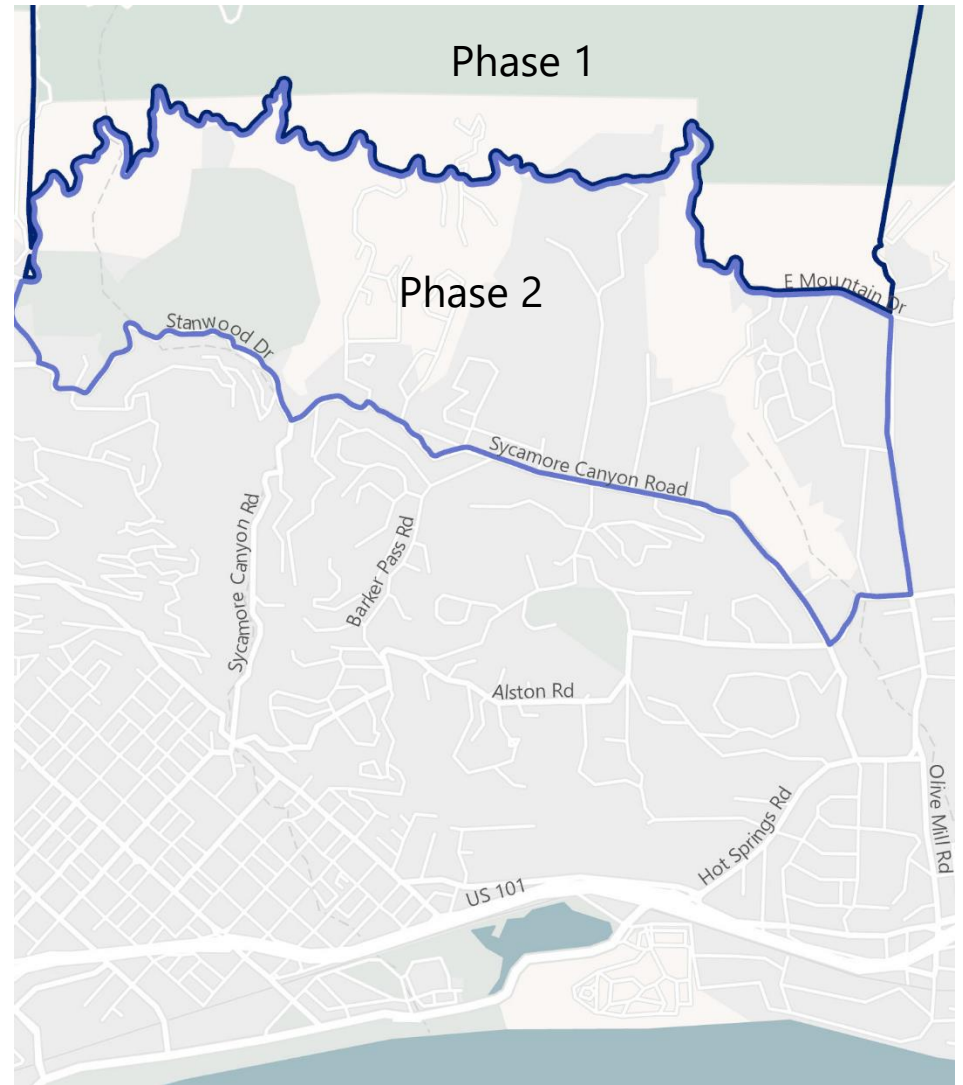 Phase 1
E Mountain Dr
Phase 2
Stanwood Dr
Sycamore Canyon Road
Sycamore Canyon Rd
Barker Pass Rd
Alston Rd
Olive Mill Rd
Hot Springs Rd
US 101